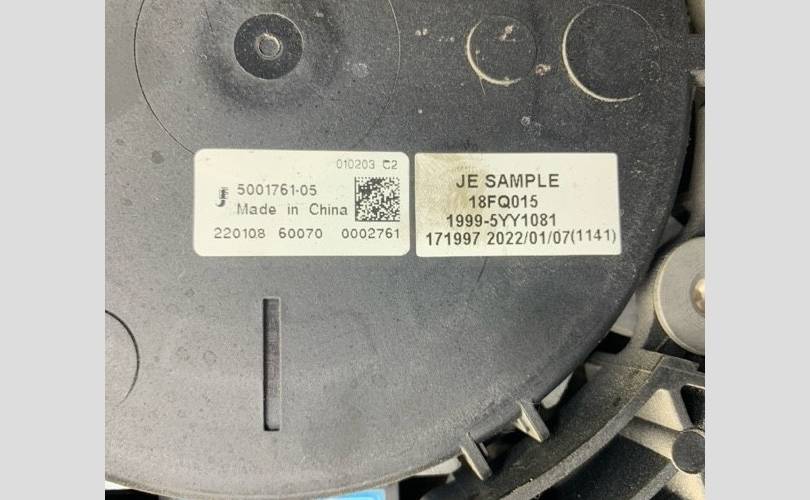 010203 C2
5001761-05
Made in China
220108 60070 0002761
JE SAMPLE
18FQ015
1999-5YY1081
171997 2022/01/07(1141)